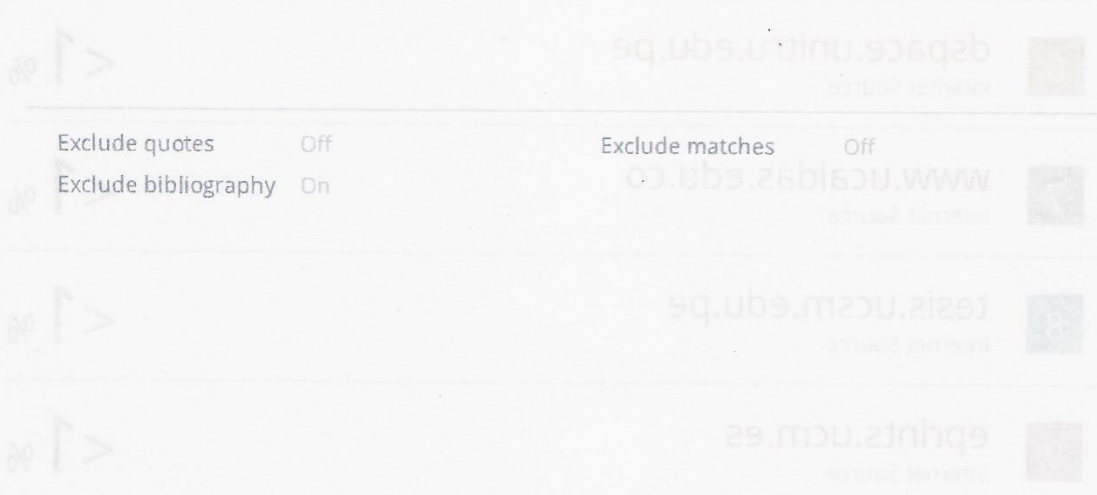 dspace.unitru.edu.pe <1%
Internet Source
Exclude quotes Off Exclude matches Off
Exclude bibliography On
www.ucaldas.edu.co <1%
Internet Source
tesis.ucsm.edu.pe <1%
Internet Source
eprints.ucm.es <1%
Internet Source